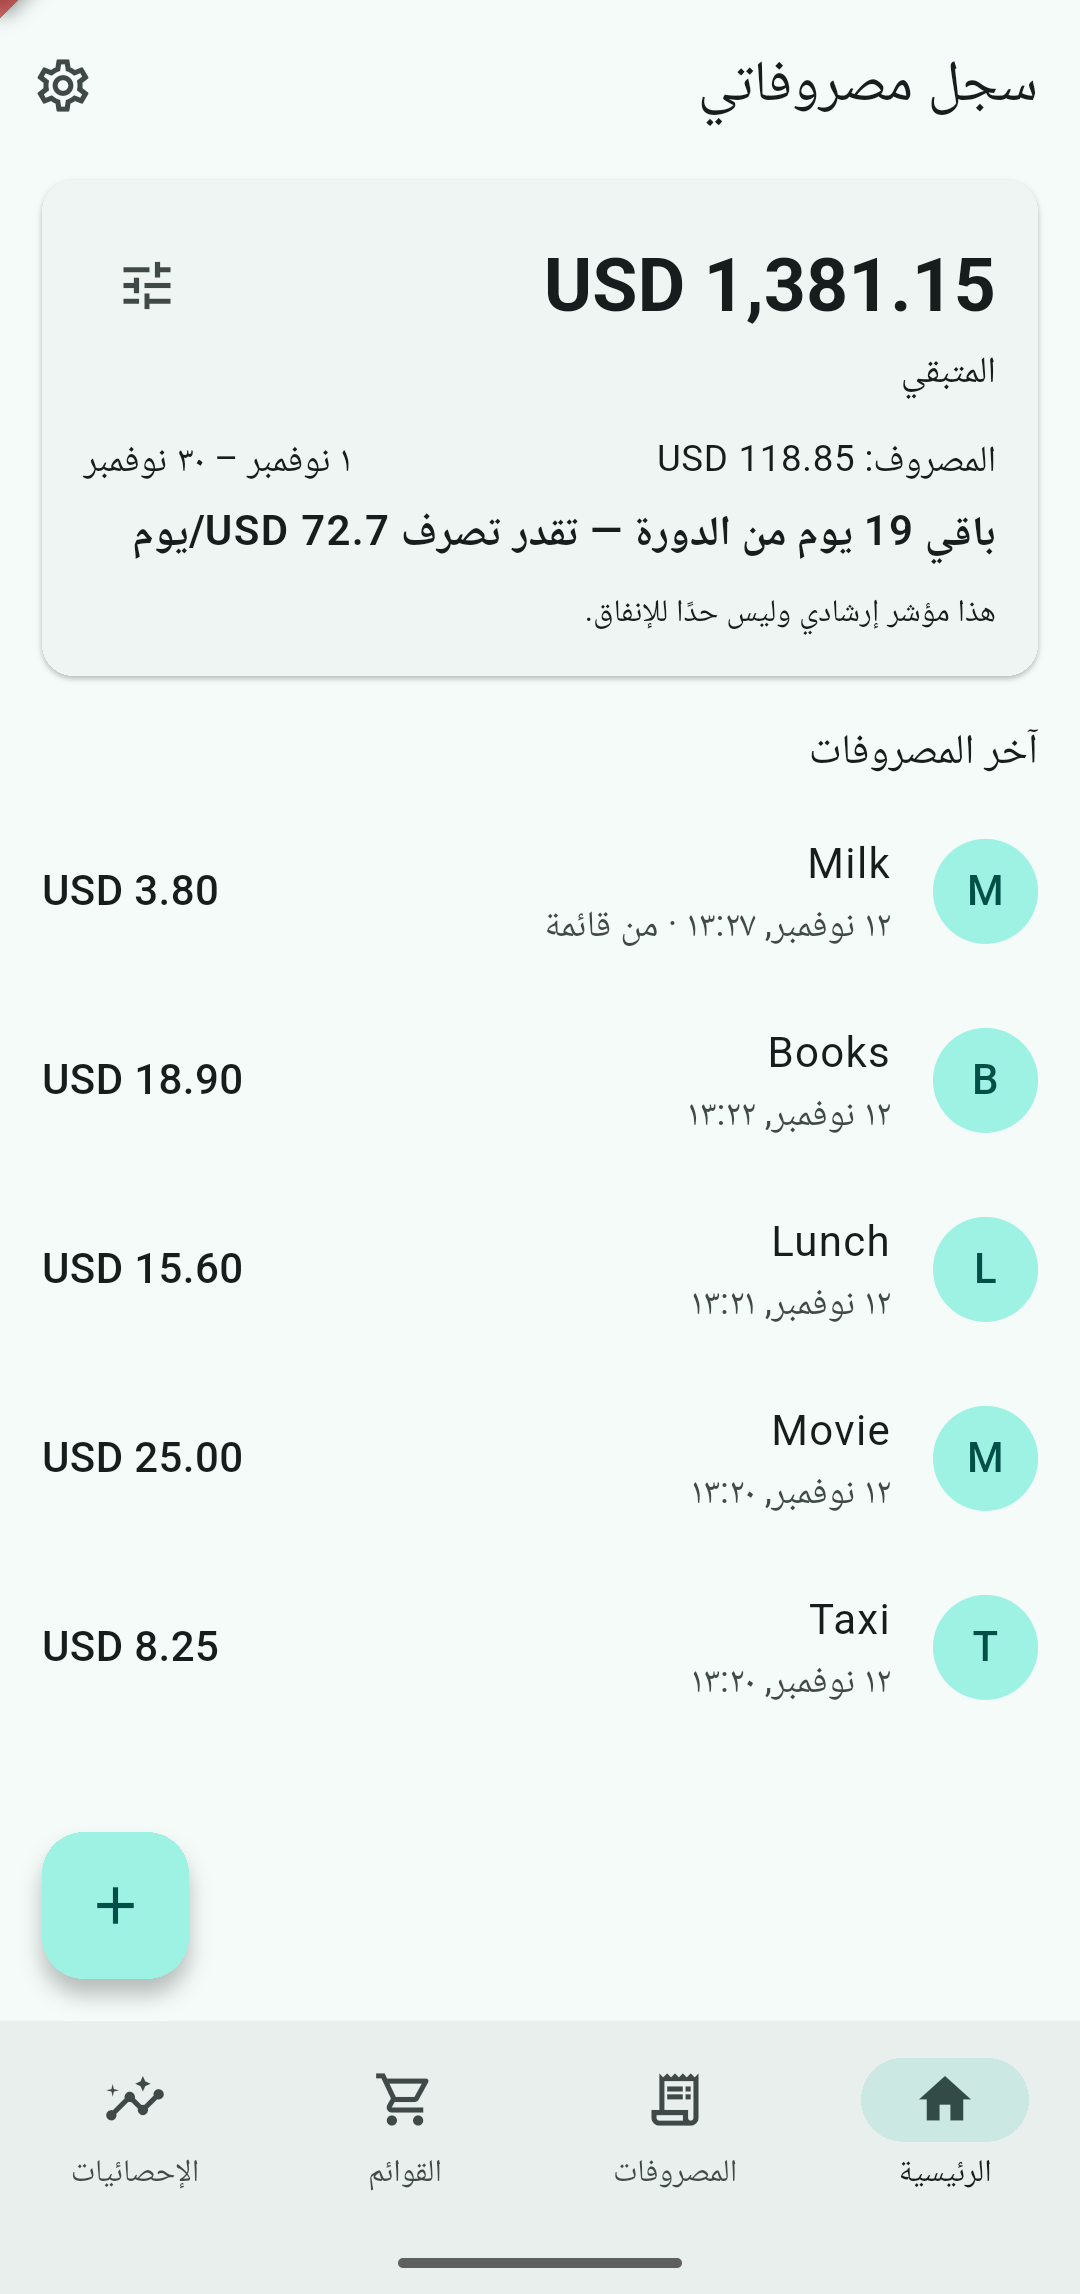 سجل مصروفاتي
USD 1,381.15
المتبقي
المصروف: USD 118.85
١ نوفمبر – ٣٠ نوفمبر
باقي 19 يوم من الدورة — تقدر تصرف USD 72.7/يوم
هذا مؤشر إرشادي وليس حدًا للإنفاق.
آخر المصروفات
M
Milk
١٢ نوفمبر, ١٣:٢٧ · من قائمة
USD 3.80
B
Books
١٢ نوفمبر, ١٣:٢٢
USD 18.90
L
Lunch
١٢ نوفمبر, ١٣:٢١
USD 15.60
M
Movie
١٢ نوفمبر, ١٣:٢٠
USD 25.00
T
Taxi
١٢ نوفمبر, ١٣:٢٠
USD 8.25
الرئيسية
المصروفات
القوائم
الإحصائيات